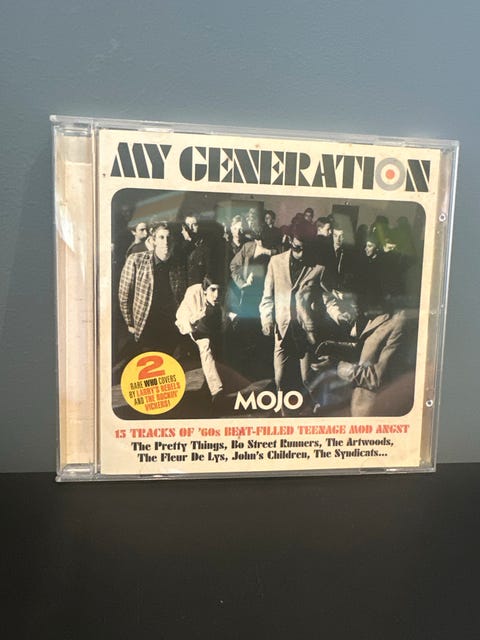 MY GENERATION
2
RARE WHO COVERS
BY LARRY'S REBELS
AND THE ROCKIN'
VICKERS!
MOJO
15 TRACKS OF '60s BEAT-FILLED TEENAGE MOD ANGST
The Pretty Things, Bo Street Runners, The Artwoods,
The Fleur De Lys, John's Children, The Syndicats...